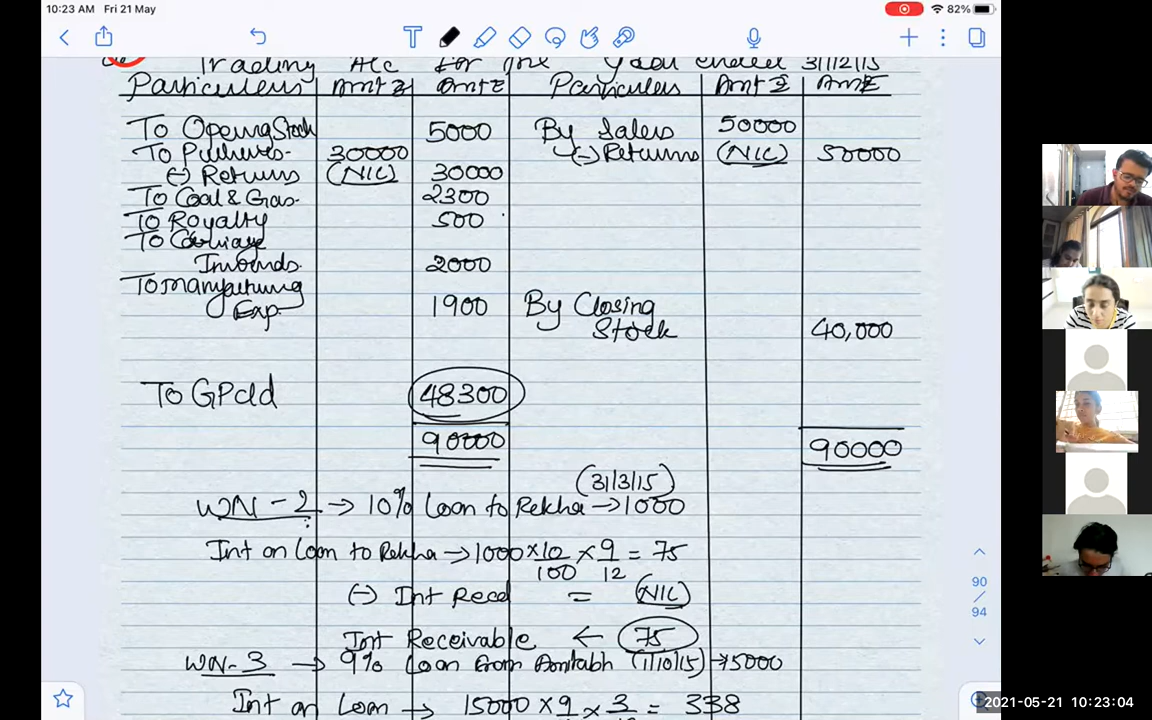 10:23 AM Fri 21 May 82%
Trading A/c for the Year ended 31/12/15
Particulars Amt ₹ Amt ₹ Particulars Amt ₹ Amt ₹
To Opening Stock 5000 By Sales 50000
To Purchases 30000 (-) Returns (NIL) 50000
(-) Returns (NIL) 30000
To Coal & Gas 2300
To Royalty 500
To Carriage
Inwards 2000
To Manufacturing
Exp. 1900 By Closing
Stock 40,000
To GPc/d 48300
90000 90000
(31/3/15)
WN-2 → 10% Loan to Rekha → 1000
Int on Loan to Rekha → 1000 × 10/100 × 9/12 = 75
(-) Int Recd = (NIL)
Int Receivable ← 75
WN-3 → 9% Loan from Amitabh (1/10/15) → 15000
Int on Loan → 15000 × 9 × 3 = 338
90
/
94
2021-05-21 10:23:04